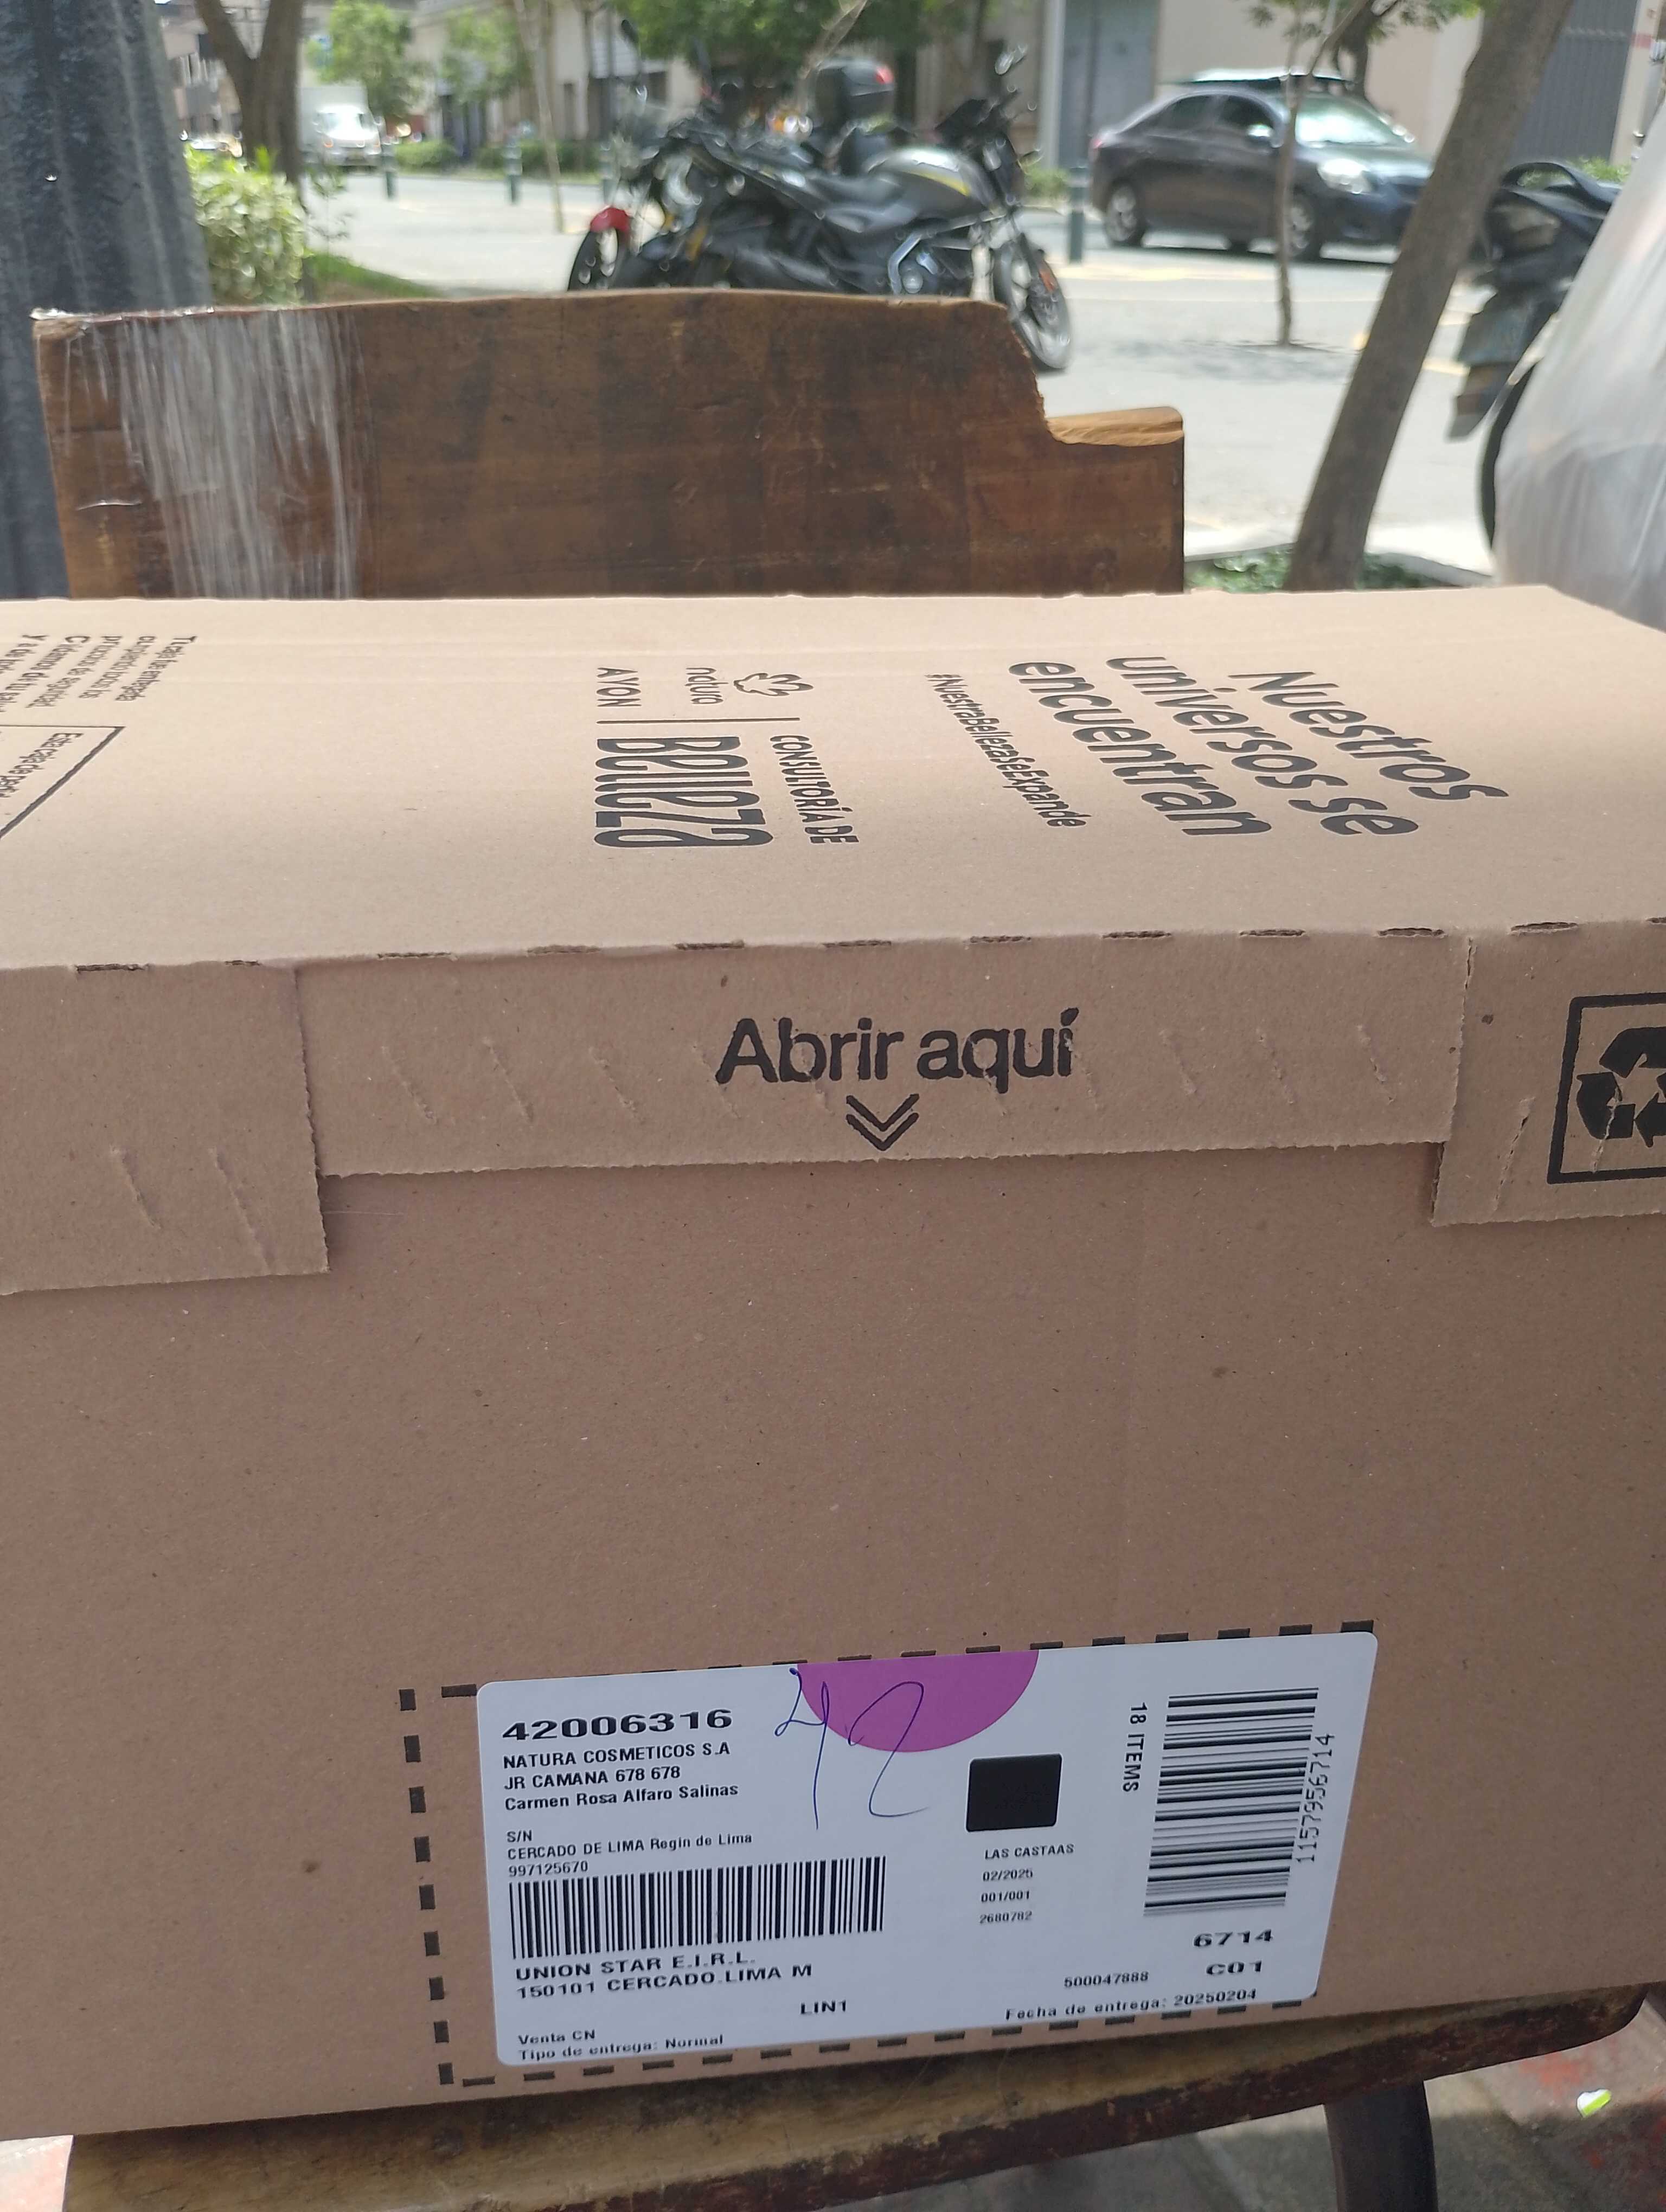 Nuestros
universos se
encuentran
#NuestraBellezaSeExpande
natura
AVON
CONSULTORÍA DE
Belleza
Abrir aquí
42006316
NATURA COSMETICOS S.A
JR CAMANA 678 678
Carmen Rosa Alfaro Salinas
S/N
CERCADO DE LIMA Regin de Lima
997125670
UNION STAR E.I.R.L.
150101 CERCADO.LIMA M
LIN1
Venta CN
Tipo de entrega: Normal
42
LAS CASTAAS
02/2025
001/001
2680782
18 ITEMS
1157956714
6714
C01
500047888
Fecha de entrega: 20250204